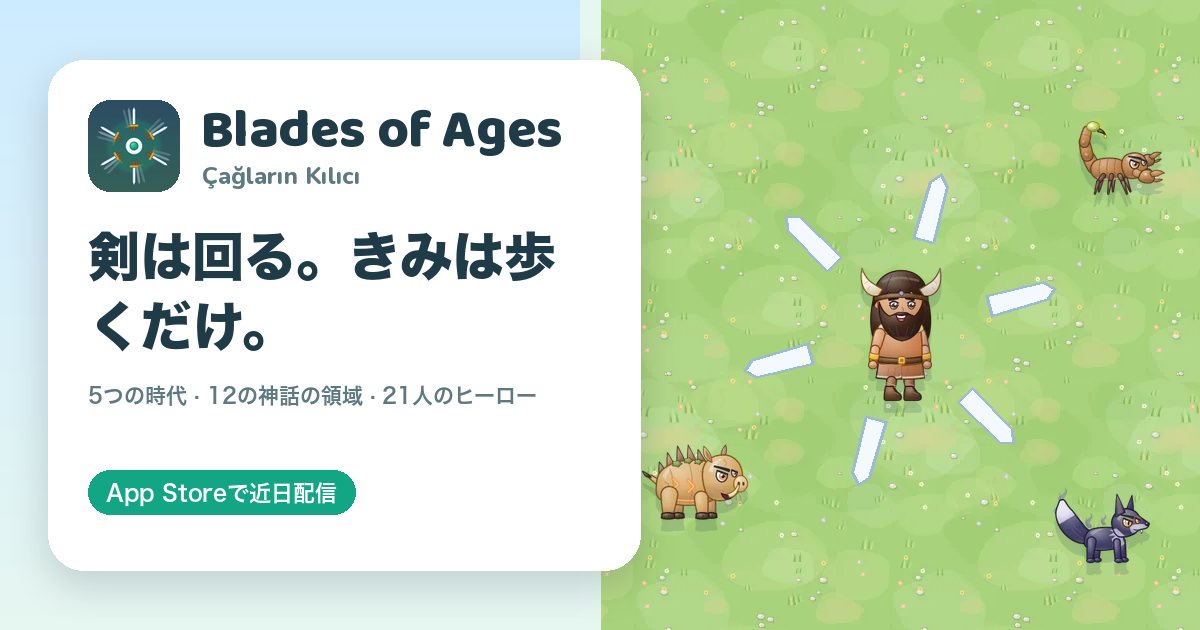 Blades of Ages
Çağların Kılıcı
剣は回る。きみは歩
くだけ。
5つの時代 · 12の神話の領域 · 21人のヒーロー
App Storeで近日配信